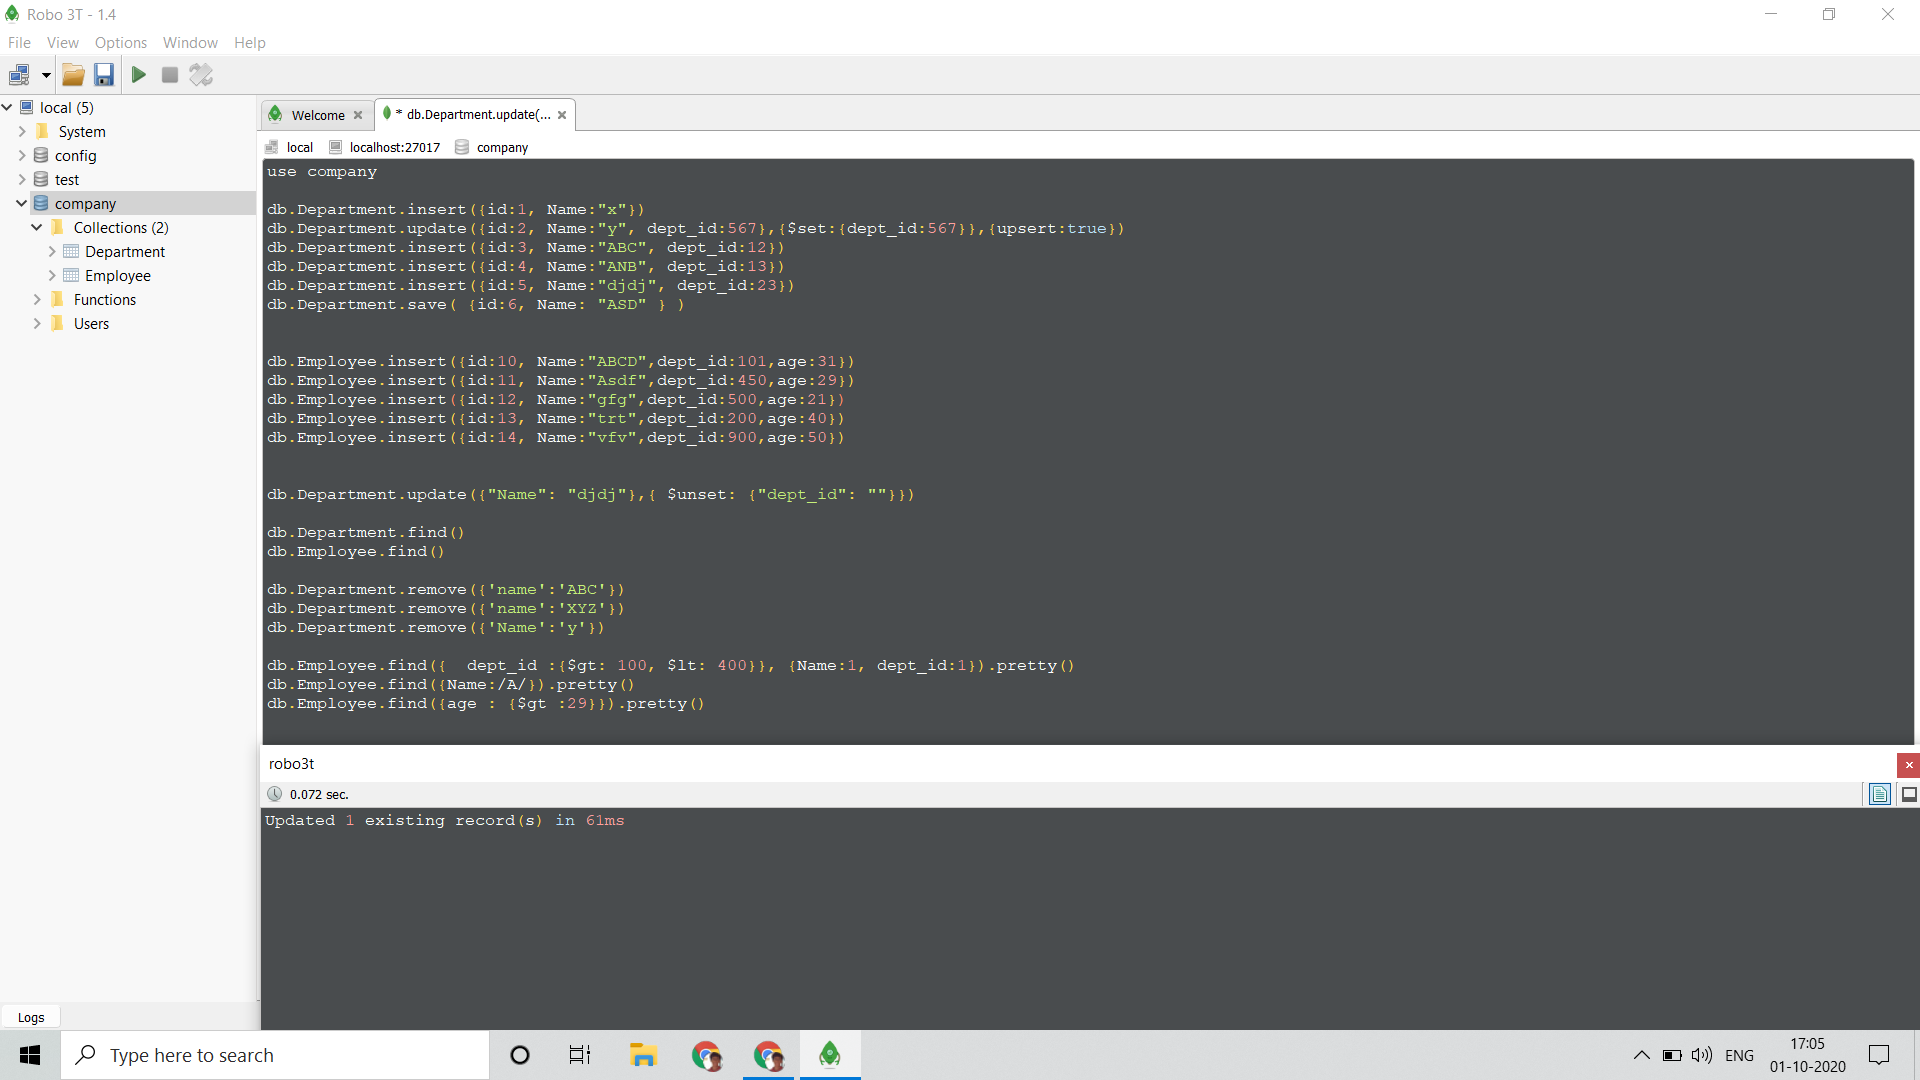 Robo 3T - 1.4
File View Options Window Help
local (5)
System
config
test
company
Collections (2)
Department
Employee
Functions
Users
Logs
Welcome
* db.Department.update(...
local localhost:27017 company
use company
db.Department.insert({id:1, Name:"x"})
db.Department.update({id:2, Name:"y", dept_id:567},{$set:{dept_id:567}},{upsert:true})
db.Department.insert({id:3, Name:"ABC", dept_id:12})
db.Department.insert({id:4, Name:"ANB", dept_id:13})
db.Department.insert({id:5, Name:"djdj", dept_id:23})
db.Department.save( {id:6, Name: "ASD" } )
db.Employee.insert({id:10, Name:"ABCD",dept_id:101,age:31})
db.Employee.insert({id:11, Name:"Asdf",dept_id:450,age:29})
db.Employee.insert({id:12, Name:"gfg",dept_id:500,age:21})
db.Employee.insert({id:13, Name:"trt",dept_id:200,age:40})
db.Employee.insert({id:14, Name:"vfv",dept_id:900,age:50})
db.Department.update({"Name": "djdj"},{ $unset: {"dept_id": ""}})
db.Department.find()
db.Employee.find()
db.Department.remove({'name':'ABC'})
db.Department.remove({'name':'XYZ'})
db.Department.remove({'Name':'y'})
db.Employee.find({  dept_id :{$gt: 100, $lt: 400}}, {Name:1, dept_id:1}).pretty()
db.Employee.find({Name:/A/}).pretty()
db.Employee.find({age : {$gt :29}}).pretty()
robo3t
0.072 sec.
Updated 1 existing record(s) in 61ms
Type here to search
ENG
17:05
01-10-2020